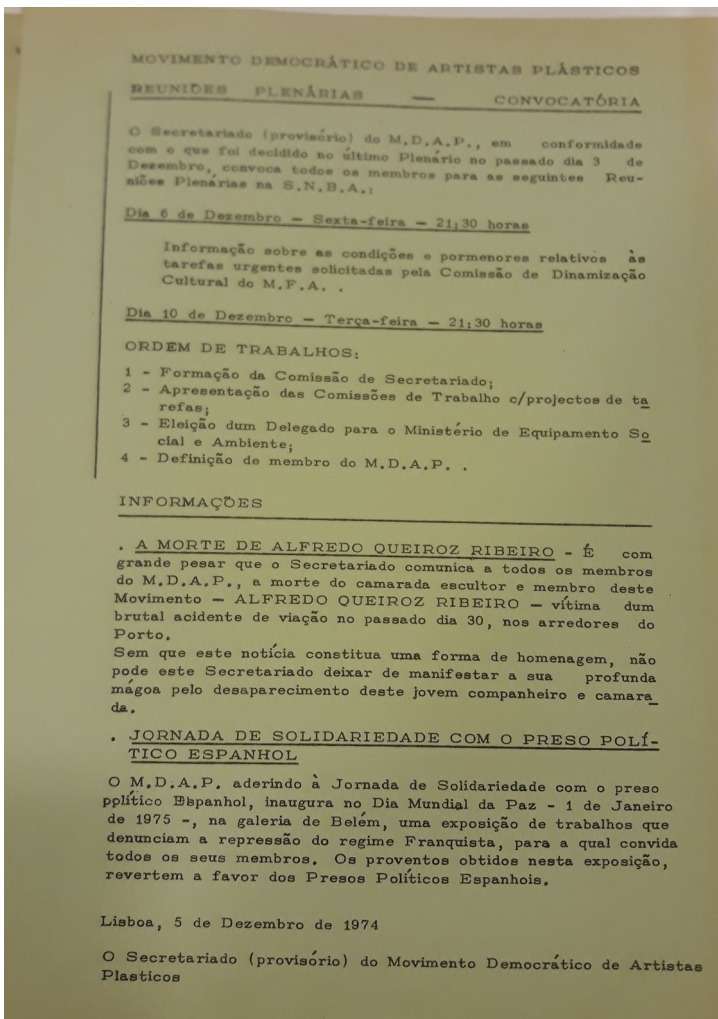 MOVIMENTO DEMOCRÁTICO DE ARTISTAS PLÁSTICOS
REUNIÕES PLENÁRIAS — CONVOCATÓRIA
O Secretariado (provisório) do M.D.A.P., em conformidade
com o que foi decidido no último Plenário no passado dia 3 de
Dezembro, convoca todos os membros para as seguintes Reu-
niões Plenárias na S.N.B.A.:
Dia 6 de Dezembro — Sexta-feira — 21:30 horas
Informação sobre as condições e pormenores relativos às
tarefas urgentes solicitadas pela Comissão de Dinamização
Cultural do M.F.A. .
Dia 10 de Dezembro — Terça-feira — 21:30 horas
ORDEM DE TRABALHOS:
1 - Formação da Comissão de Secretariado;
2 - Apresentação das Comissões de Trabalho c/projectos de ta
refas;
3 - Eleição dum Delegado para o Ministério de Equipamento So
cial e Ambiente;
4 - Definição de membro do M.D.A.P. .
INFORMAÇÕES
. A MORTE DE ALFREDO QUEIROZ RIBEIRO - É com
grande pesar que o Secretariado comunica a todos os membros
do M.D.A.P., a morte do camarada escultor e membro deste
Movimento — ALFREDO QUEIROZ RIBEIRO — vítima dum
brutal acidente de viação no passado dia 30, nos arredores do
Porto.
Sem que este notícia constitua uma forma de homenagem, não
pode este Secretariado deixar de manifestar a sua profunda
mágoa pelo desaparecimento deste jovem companheiro e camara
da.
. JORNADA DE SOLIDARIEDADE COM O PRESO POLÍ-
TICO ESPANHOL
O M.D.A.P. aderindo à Jornada de Solidariedade com o preso
pplítico Espanhol, inaugura no Dia Mundial da Paz - 1 de Janeiro
de 1975 -, na galeria de Belém, uma exposição de trabalhos que
denunciam a repressão do regime Franquista, para a qual convida
todos os seus membros. Os proventos obtidos nesta exposição,
revertem a favor dos Presos Políticos Espanhois.
Lisboa, 5 de Dezembro de 1974
O Secretariado (provisório) do Movimento Democrático de Artistas
Plasticos